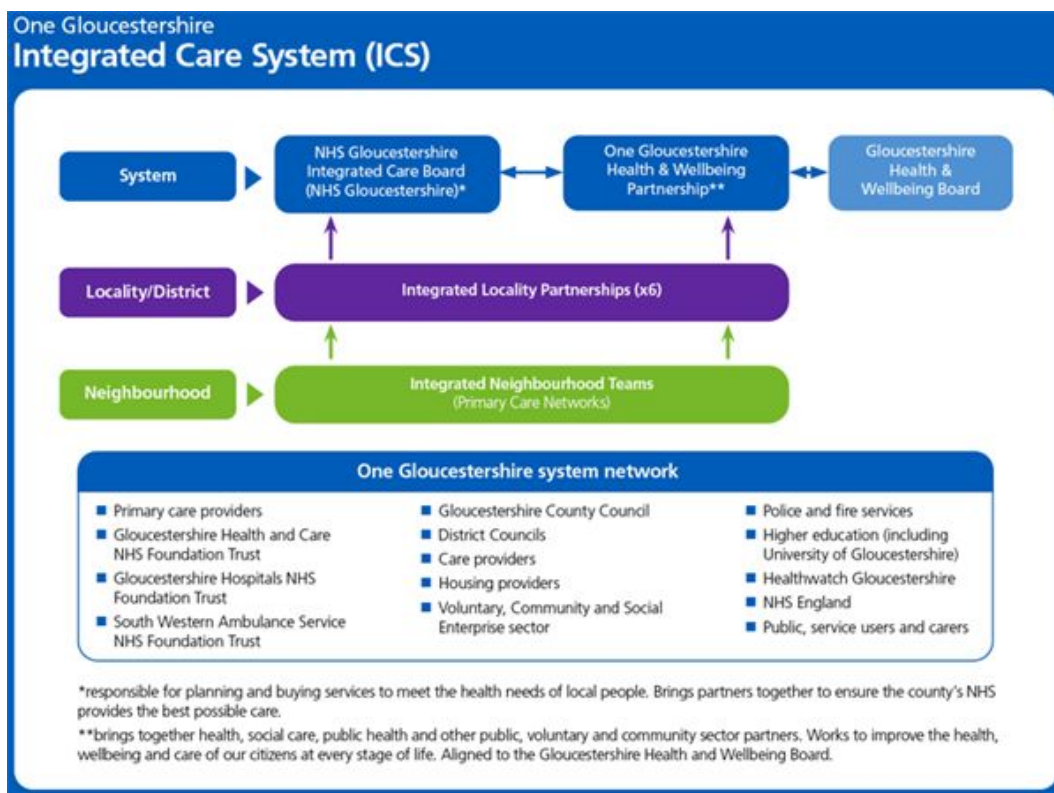 One Gloucestershire
Integrated Care System (ICS)
System
NHS Gloucestershire
Integrated Care Board
(NHS Gloucestershire)*
One Gloucestershire
Health & Wellbeing
Partnership**
Gloucestershire
Health &
Wellbeing Board
Locality/District
Integrated Locality Partnerships (x6)
Neighbourhood
Integrated Neighbourhood Teams
(Primary Care Networks)
One Gloucestershire system network
Primary care providers
Gloucestershire Health and Care
NHS Foundation Trust
Gloucestershire Hospitals NHS
Foundation Trust
South Western Ambulance Service
NHS Foundation Trust
Gloucestershire County Council
District Councils
Care providers
Housing providers
Voluntary, Community and Social
Enterprise sector
Police and fire services
Higher education (including
University of Gloucestershire)
Healthwatch Gloucestershire
NHS England
Public, service users and carers
*responsible for planning and buying services to meet the health needs of local people. Brings partners together to ensure the county's NHS
provides the best possible care.
**brings together health, social care, public health and other public, voluntary and community sector partners. Works to improve the health,
wellbeing and care of our citizens at every stage of life. Aligned to the Gloucestershire Health and Wellbeing Board.